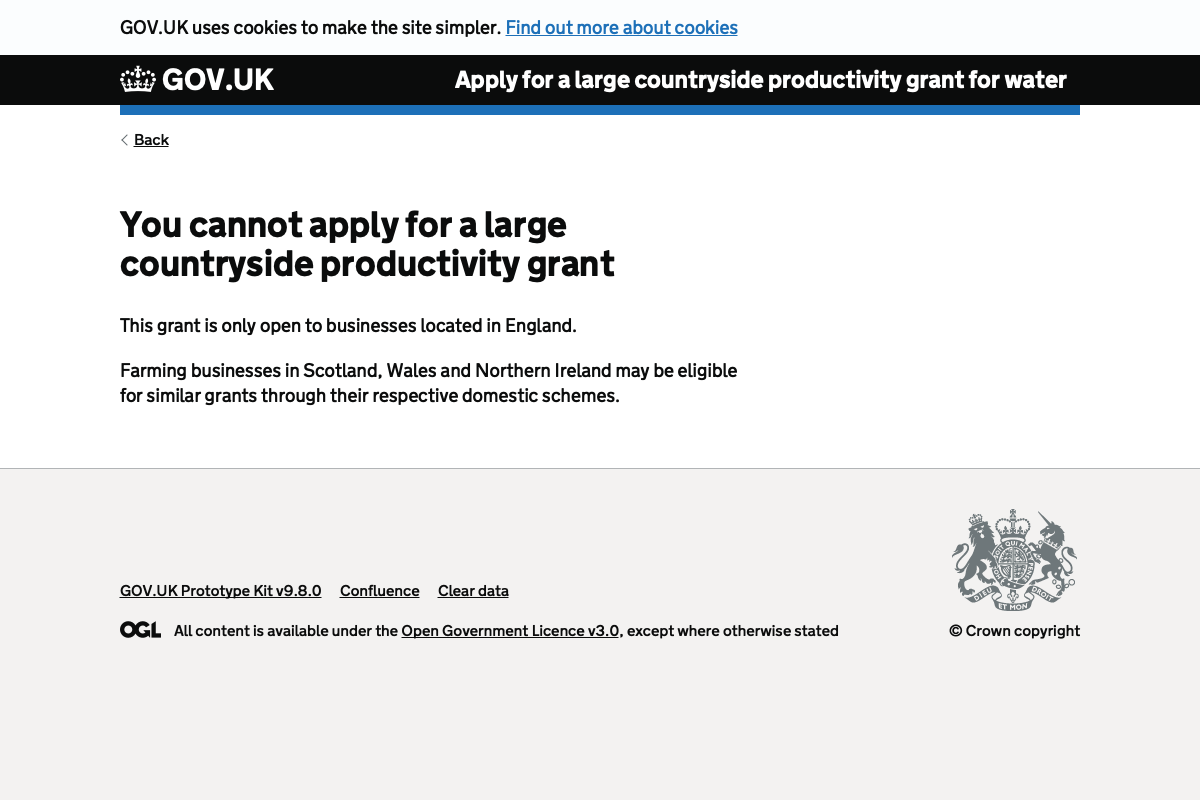 GOV.UK uses cookies to make the site simpler. Find out more about cookies
GOV.UK Apply for a large countryside productivity grant for water
Back
You cannot apply for a large
countryside productivity grant
This grant is only open to businesses located in England.
Farming businesses in Scotland, Wales and Northern Ireland may be eligible
for similar grants through their respective domestic schemes.
GOV.UK Prototype Kit v9.8.0 Confluence Clear data
DIEU ET MON DROIT
OGL All content is available under the Open Government Licence v3.0, except where otherwise stated
© Crown copyright